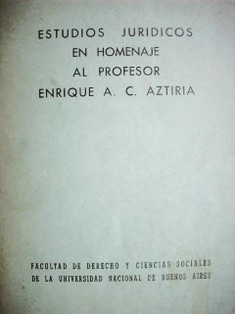 ESTUDIOS JURIDICOS
EN HOMENAJE
AL PROFESOR
ENRIQUE A. C. AZTIRIA
FACULTAD DE DERECHO Y CIENCIAS SOCIALES
DE LA UNIVERSIDAD NACIONAL DE BUENOS AIRES